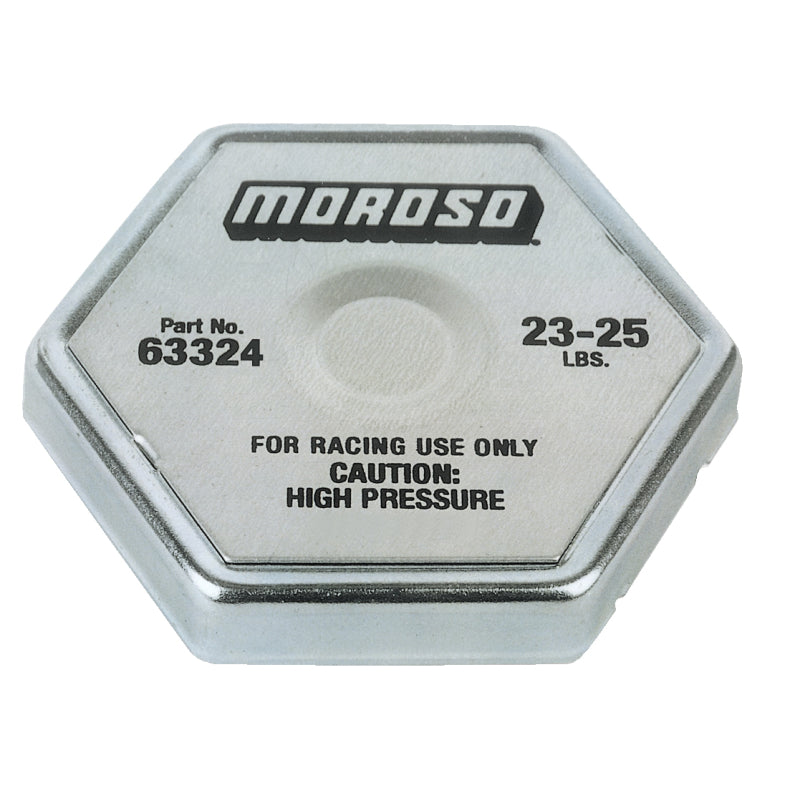 MOROSO
Part No.
63324
23-25
LBS.
FOR RACING USE ONLY
CAUTION:
HIGH PRESSURE